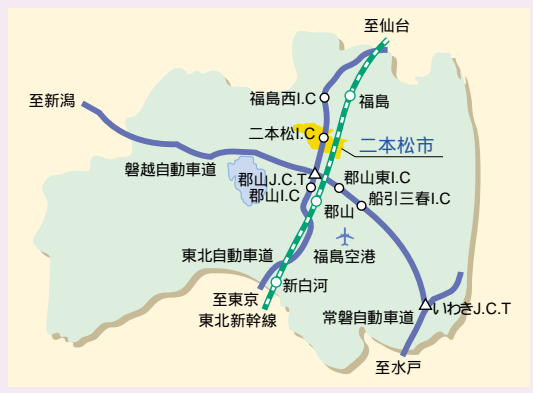 至仙台
至新潟
福島西I.C
福島
二本松I.C
二本松市
磐越自動車道
郡山J.C.T
郡山東I.C
郡山I.C
船引三春I.C
郡山
東北自動車道
福島空港
新白河
至東京
東北新幹線
常磐自動車道
いわきJ.C.T
至水戸